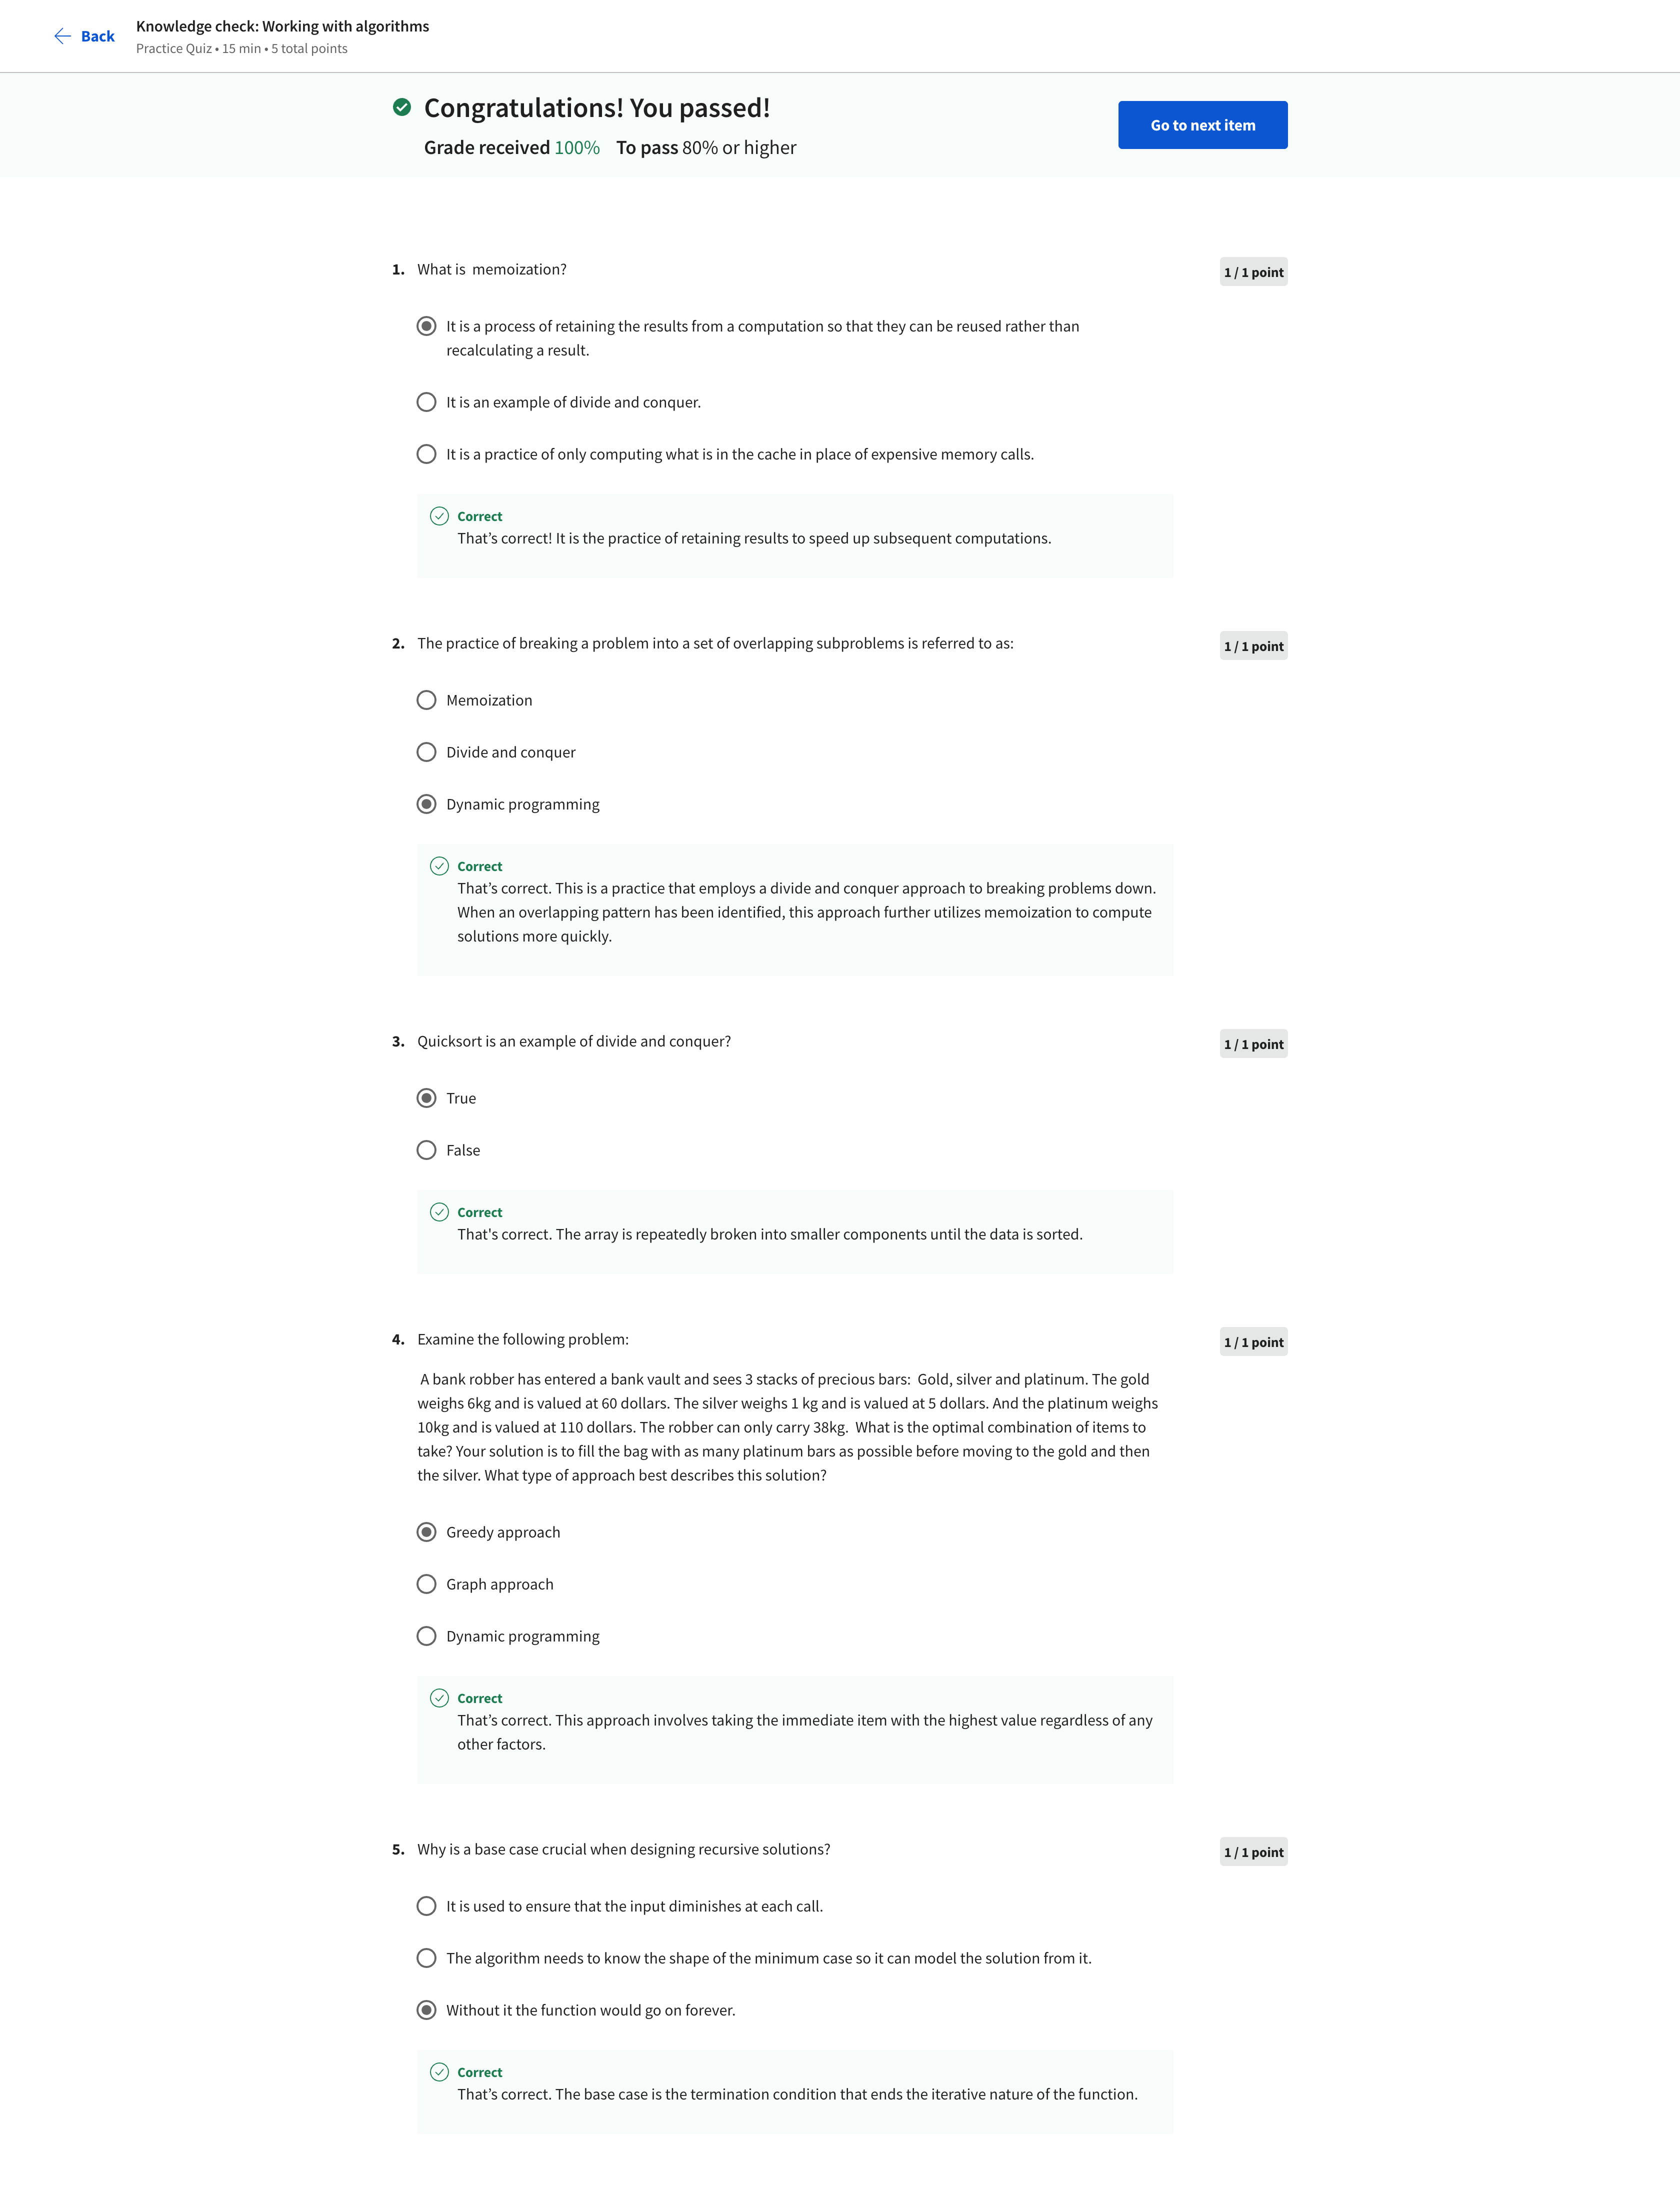 Back
Knowledge check: Working with algorithms
Practice Quiz • 15 min • 5 total points
Congratulations! You passed!
Grade received 100% To pass 80% or higher
Go to next item
1. What is  memoization?
1 / 1 point
It is a process of retaining the results from a computation so that they can be reused rather than
recalculating a result.
It is an example of divide and conquer.
It is a practice of only computing what is in the cache in place of expensive memory calls.
Correct
That’s correct! It is the practice of retaining results to speed up subsequent computations.
2. The practice of breaking a problem into a set of overlapping subproblems is referred to as:
1 / 1 point
Memoization
Divide and conquer
Dynamic programming
Correct
That’s correct. This is a practice that employs a divide and conquer approach to breaking problems down.
When an overlapping pattern has been identified, this approach further utilizes memoization to compute
solutions more quickly.
3. Quicksort is an example of divide and conquer?
1 / 1 point
True
False
Correct
That's correct. The array is repeatedly broken into smaller components until the data is sorted.
4. Examine the following problem:
1 / 1 point
A bank robber has entered a bank vault and sees 3 stacks of precious bars:  Gold, silver and platinum. The gold
weighs 6kg and is valued at 60 dollars. The silver weighs 1 kg and is valued at 5 dollars. And the platinum weighs
10kg and is valued at 110 dollars. The robber can only carry 38kg.  What is the optimal combination of items to
take? Your solution is to fill the bag with as many platinum bars as possible before moving to the gold and then
the silver. What type of approach best describes this solution?
Greedy approach
Graph approach
Dynamic programming
Correct
That’s correct. This approach involves taking the immediate item with the highest value regardless of any
other factors.
5. Why is a base case crucial when designing recursive solutions?
1 / 1 point
It is used to ensure that the input diminishes at each call.
The algorithm needs to know the shape of the minimum case so it can model the solution from it.
Without it the function would go on forever.
Correct
That’s correct. The base case is the termination condition that ends the iterative nature of the function.